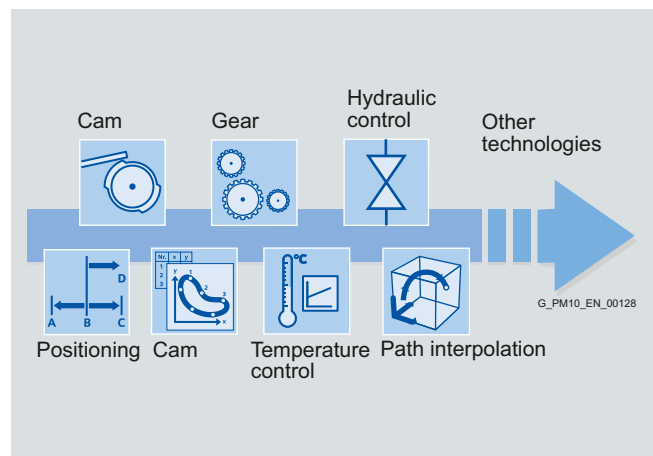 Cam
Gear
Hydraulic
control
Other
technologies
Nr. x y
1
2
3
y
1
2
3
x
D
A B C
°C
G_PM10_EN_00128
Positioning
Cam
Temperature
control
Path interpolation